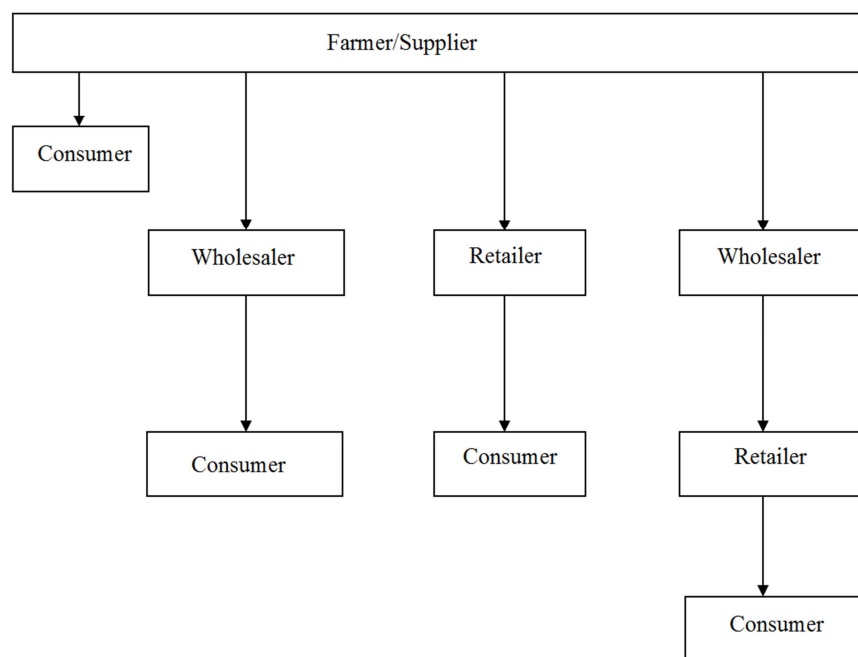 Farmer/Supplier
Consumer
Wholesaler
Retailer
Wholesaler
Consumer
Consumer
Retailer
Consumer